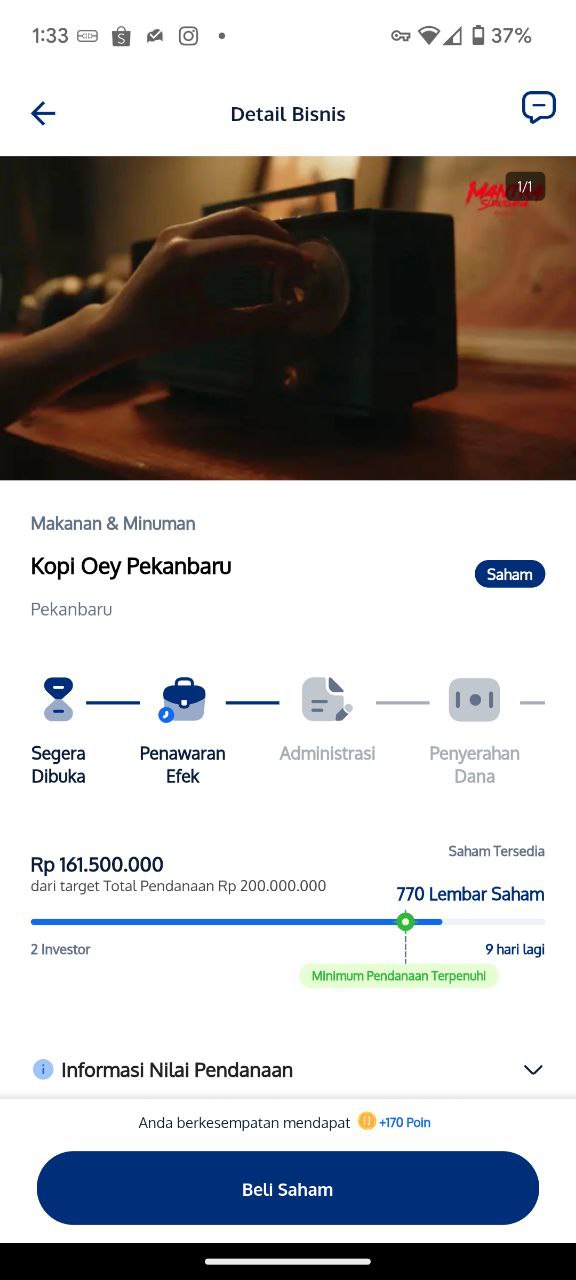 1:33
37%
Detail Bisnis
1/1
Makanan & Minuman
Kopi Oey Pekanbaru
Saham
Pekanbaru
Segera Dibuka
Penawaran Efek
Administrasi
Penyerahan Dana
Rp 161.500.000
dari target Total Pendanaan Rp 200.000.000
Saham Tersedia
770 Lembar Saham
2 Investor
9 hari lagi
Minimum Pendanaan Terpenuhi
Informasi Nilai Pendanaan
Anda berkesempatan mendapat +170 Poin
Beli Saham